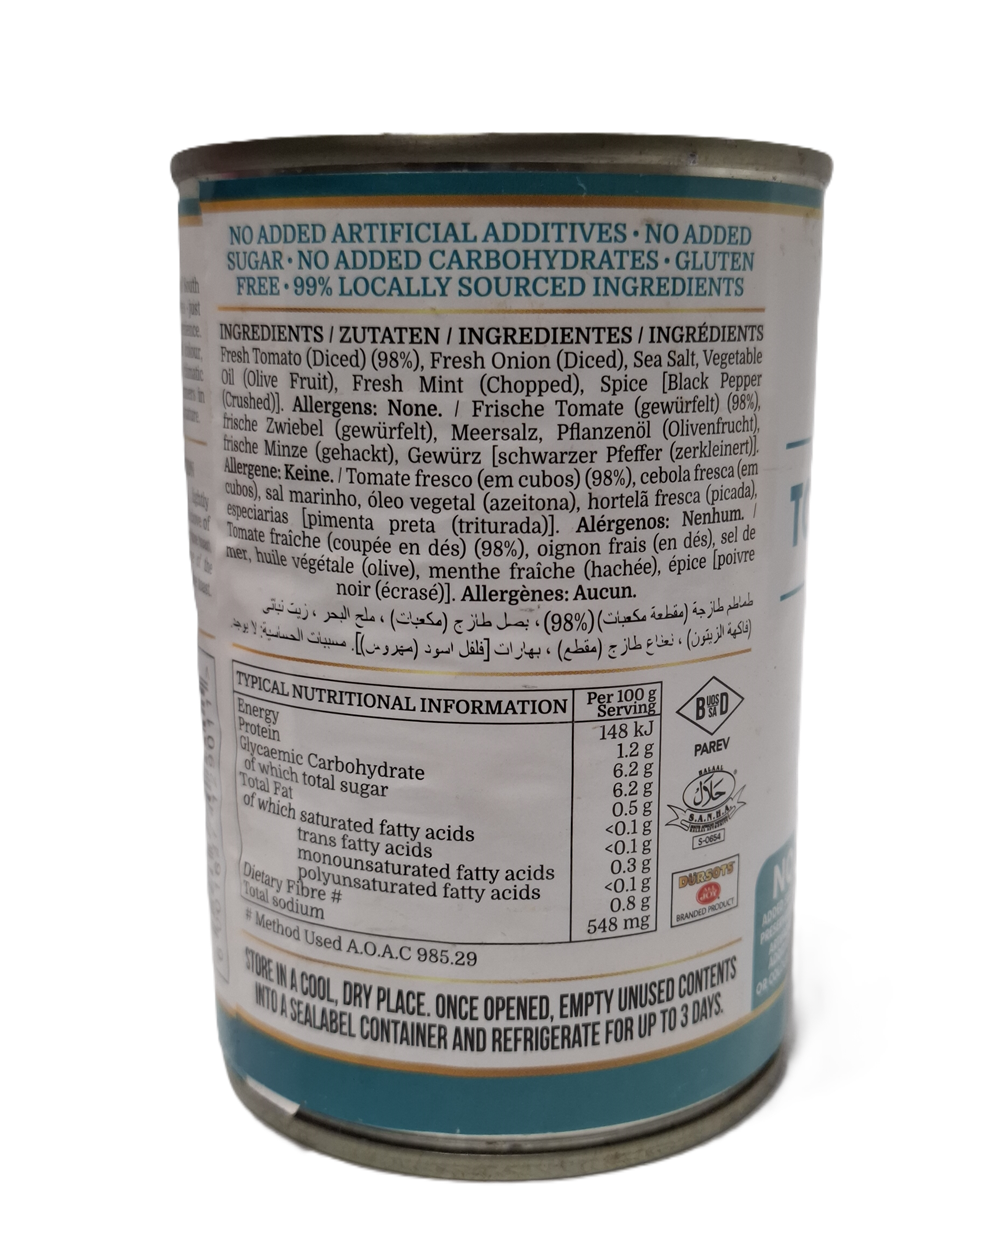 NO ADDED ARTIFICIAL ADDITIVES • NO ADDED
SUGAR • NO ADDED CARBOHYDRATES • GLUTEN
FREE • 99% LOCALLY SOURCED INGREDIENTS
INGREDIENTS / ZUTATEN / INGREDIENTES / INGRÉDIENTS
Fresh Tomato (Diced) (98%), Fresh Onion (Diced), Sea Salt, Vegetable
Oil (Olive Fruit), Fresh Mint (Chopped), Spice [Black Pepper
(Crushed)]. Allergens: None. / Frische Tomate (gewürfelt) (98%),
frische Zwiebel (gewürfelt), Meersalz, Pflanzenöl (Olivenfrucht),
frische Minze (gehackt), Gewürz [schwarzer Pfeffer (zerkleinert)].
Allergene: Keine. / Tomate fresco (em cubos) (98%), cebola fresca (em
cubos), sal marinho, óleo vegetal (azeitona), hortelã fresca (picada),
especiarias [pimenta preta (triturada)]. Alérgenos: Nenhum. /
Tomate fraîche (coupée en dés) (98%), oignon frais (en dés), sel de
mer, huile végétale (olive), menthe fraîche (hachée), épice [poivre
noir (écrasé)]. Allergènes: Aucun.
طماطم طازجة (مقطعة مكعبات) (98%)، بصل طازج (مكعبات) ، ملح البحر ، زيت نباتى
(فاكهة الزيتون) ، نعناع طازج (مقطع) ، بهارات [فلفل اسود (مهروس)]. مسببات الحساسية: لا يوجد
TYPICAL NUTRITIONAL INFORMATION Per 100 g Serving
Energy 148 kJ
Protein 1.2 g
Glycaemic Carbohydrate 6.2 g
of which total sugar 6.2 g
Total Fat 0.5 g
of which saturated fatty acids <0.1 g
trans fatty acids <0.1 g
monounsaturated fatty acids 0.3 g
polyunsaturated fatty acids <0.1 g
Dietary Fibre # 0.8 g
Total sodium 548 mg
# Method Used A.O.A.C 985.29
B UOS SA D
PAREV
HALAAL
حلال
S.A.N.H.A.
S-0654
DURSOTS
ALL JOY
BRANDED PRODUCT
STORE IN A COOL, DRY PLACE. ONCE OPENED, EMPTY UNUSED CONTENTS
INTO A SEALABEL CONTAINER AND REFRIGERATE FOR UP TO 3 DAYS.